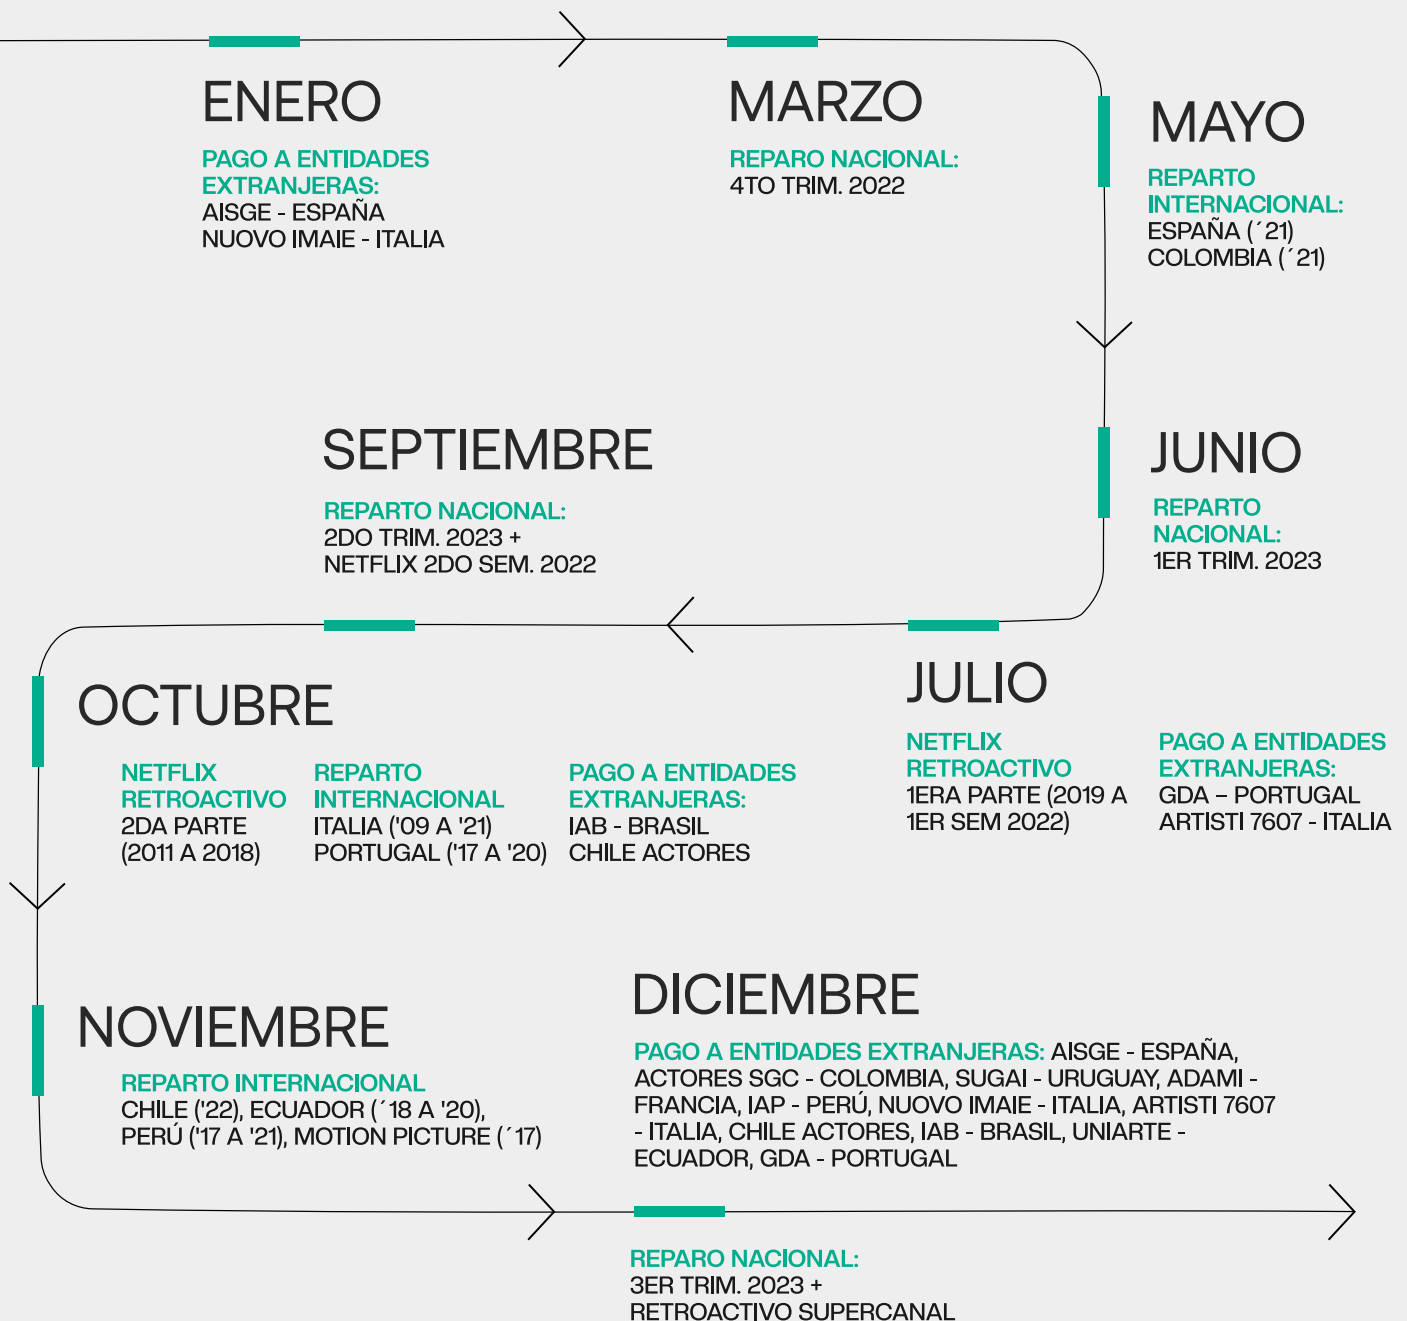 ENERO
PAGO A ENTIDADES
EXTRANJERAS:
AISGE - ESPAÑA
NUOVO IMAIE - ITALIA
MARZO
REPARO NACIONAL:
4TO TRIM. 2022
MAYO
REPARTO
INTERNACIONAL:
ESPAÑA (´21)
COLOMBIA (´21)
JUNIO
REPARTO
NACIONAL:
1ER TRIM. 2023
JULIO
NETFLIX
RETROACTIVO
1ERA PARTE (2019 A
1ER SEM 2022)
PAGO A ENTIDADES
EXTRANJERAS:
GDA – PORTUGAL
ARTISTI 7607 - ITALIA
SEPTIEMBRE
REPARTO NACIONAL:
2DO TRIM. 2023 +
NETFLIX 2DO SEM. 2022
OCTUBRE
NETFLIX
RETROACTIVO
2DA PARTE
(2011 A 2018)
REPARTO
INTERNACIONAL
ITALIA ('09 A '21)
PORTUGAL ('17 A '20)
PAGO A ENTIDADES
EXTRANJERAS:
IAB - BRASIL
CHILE ACTORES
NOVIEMBRE
REPARTO INTERNACIONAL
CHILE ('22), ECUADOR (´18 A '20),
PERÚ ('17 A '21), MOTION PICTURE (´17)
DICIEMBRE
PAGO A ENTIDADES EXTRANJERAS: AISGE - ESPAÑA,
ACTORES SGC - COLOMBIA, SUGAI - URUGUAY, ADAMI -
FRANCIA, IAP - PERÚ, NUOVO IMAIE - ITALIA, ARTISTI 7607
- ITALIA, CHILE ACTORES, IAB - BRASIL, UNIARTE -
ECUADOR, GDA - PORTUGAL
REPARO NACIONAL:
3ER TRIM. 2023 +
RETROACTIVO SUPERCANAL